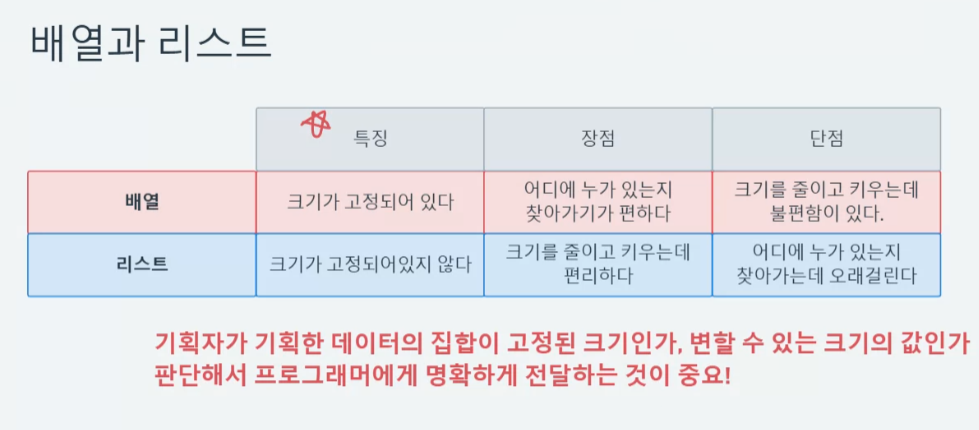 배열과 리스트
특징
장점
단점
배열
크기가 고정되어 있다
어디에 누가 있는지
찾아가기가 편하다
크기를 줄이고 키우는데
불편함이 있다.
리스트
크기가 고정되어있지 않다
크기를 줄이고 키우는데
편리하다
어디에 누가 있는지
찾아가는데 오래걸린다
기획자가 기획한 데이터의 집합이 고정된 크기인가, 변할 수 있는 크기의 값인가
판단해서 프로그래머에게 명확하게 전달하는 것이 중요!